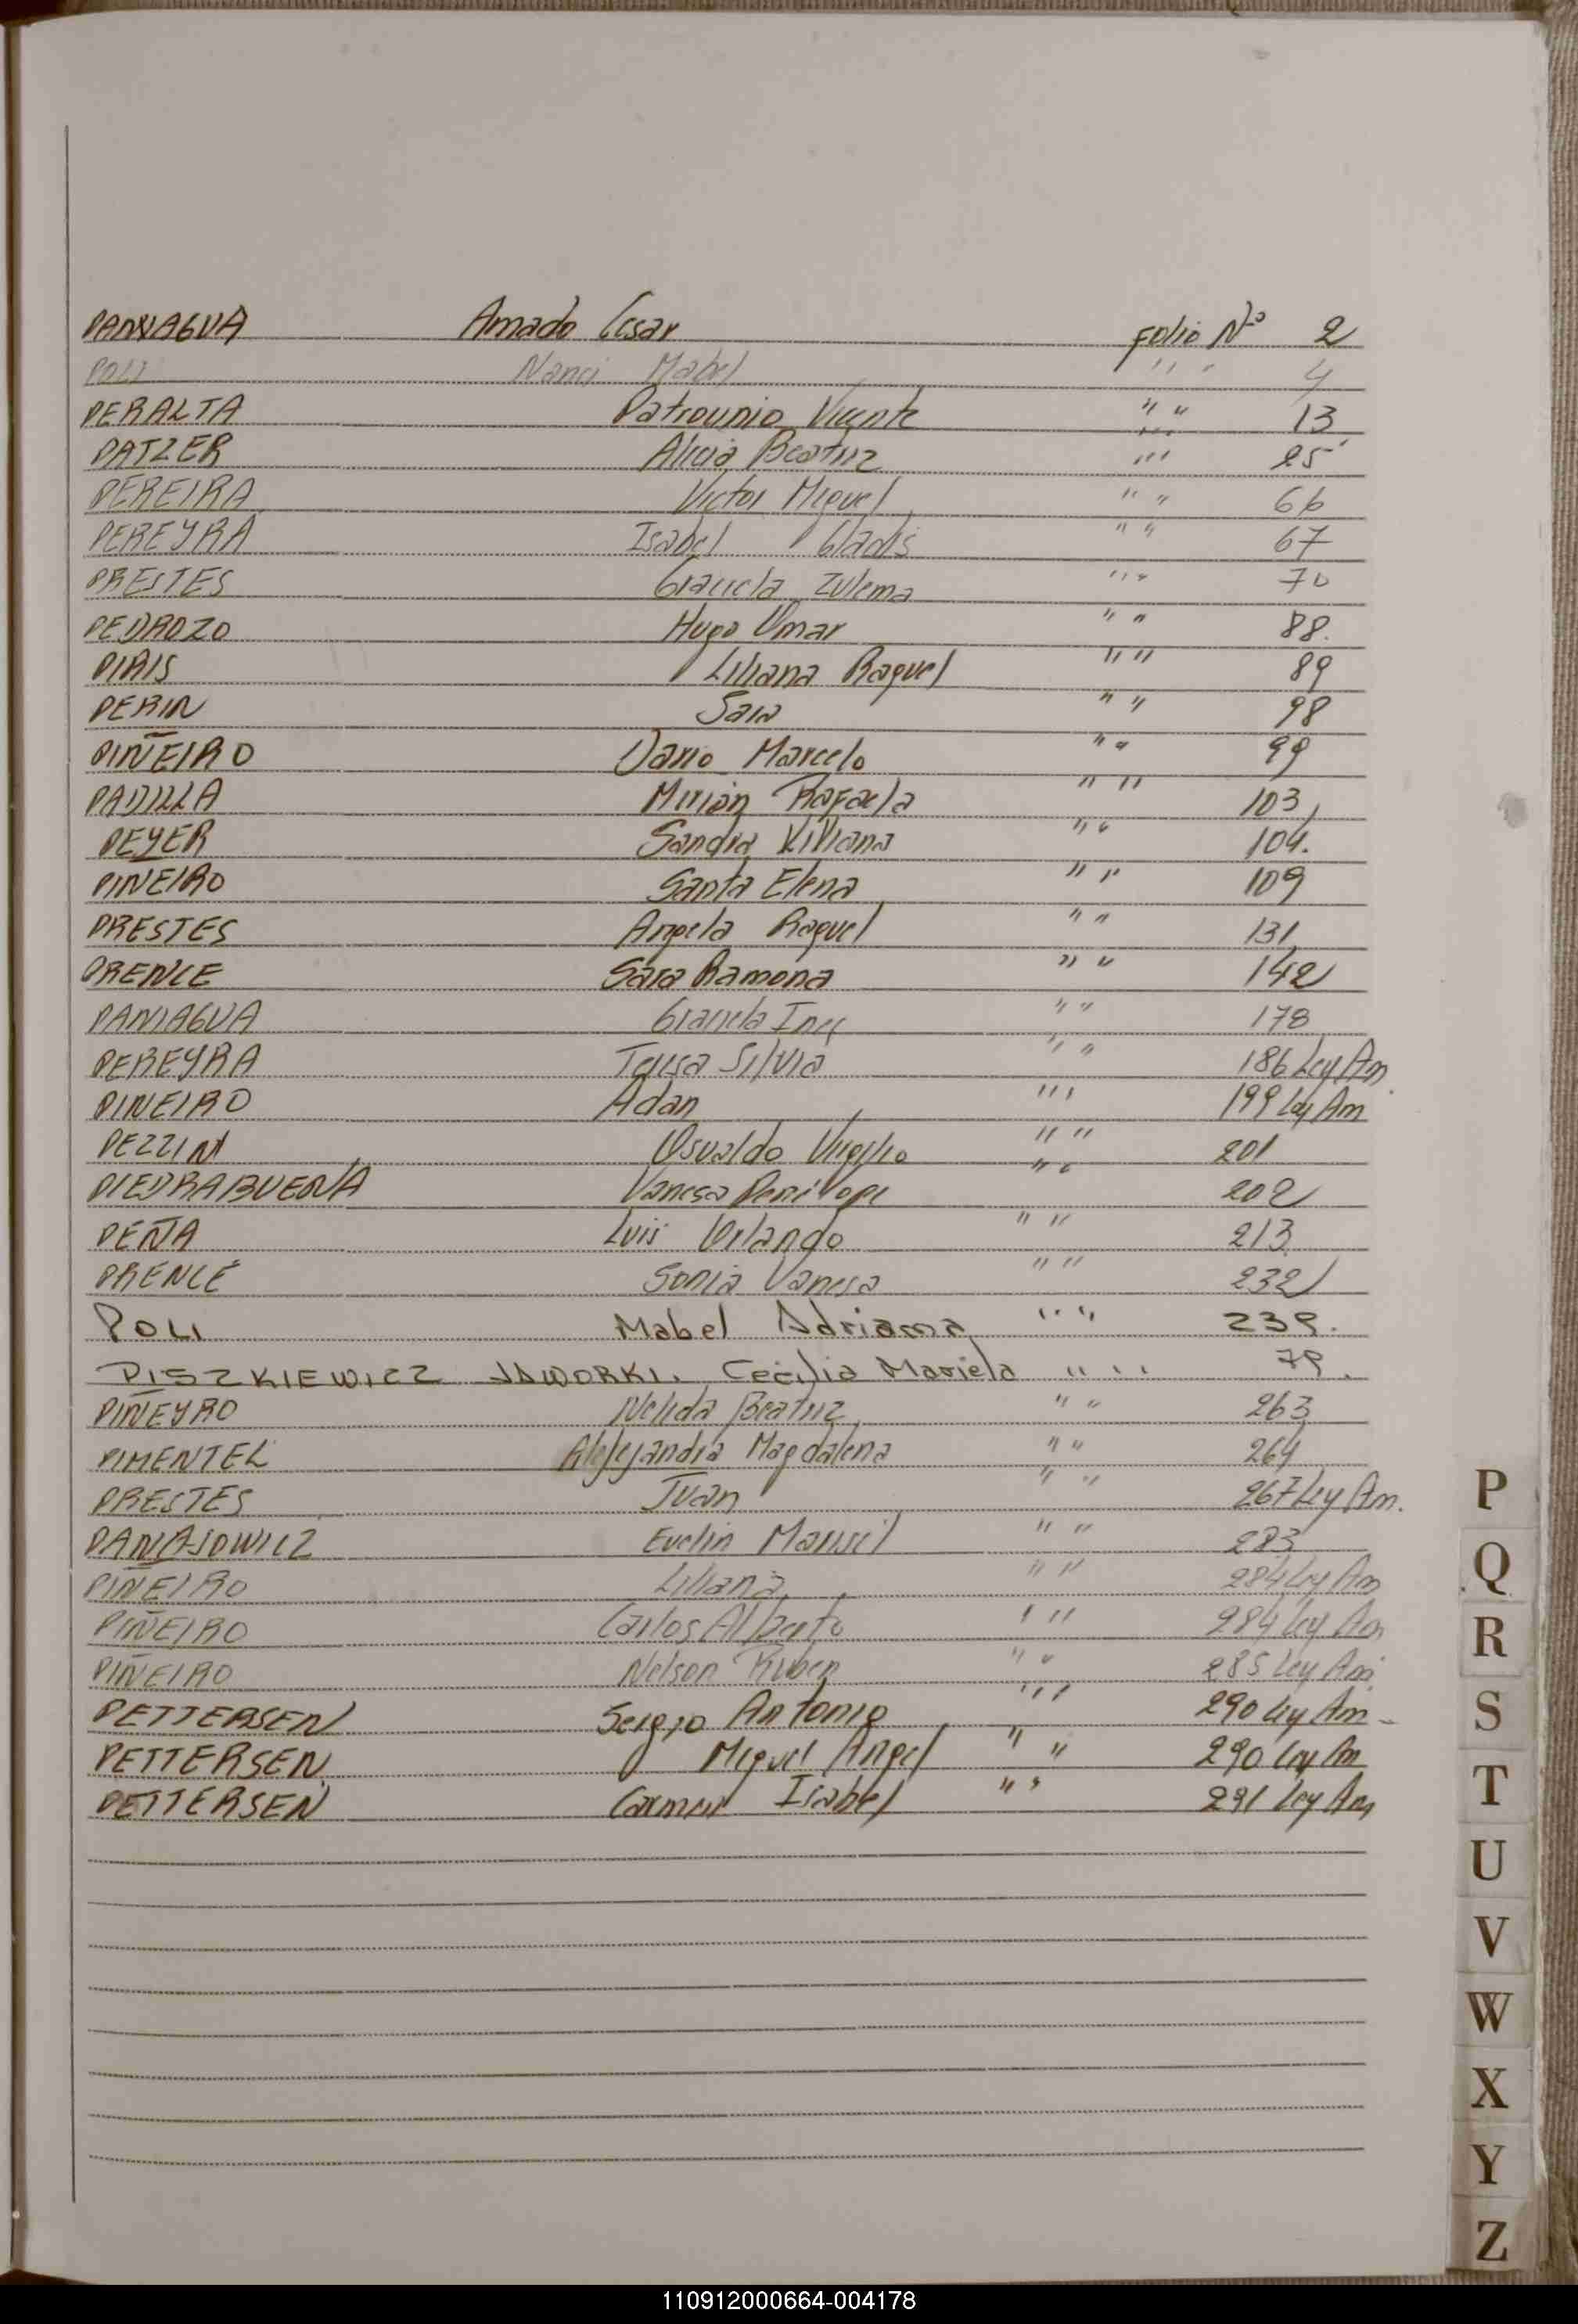 PANIAGUA Amado Cesar Folio Nº 2
POLI Nanci Mabel " " 4
PERALTA Patrocinio Vicente " " 13
PATZER Alicia Beatriz " " 25
PEREIRA Victor Miguel " " 66
PEREYRA Isabel Gladis " " 67
PRESTES Graciela Zulema " " 70
PEDROZO Hugo Omar " " 88.
PIRIS Liliana Raquel " " 89
PERIN Sara " " 98
PIÑEIRO Dario Marcelo " " 99
PADILLA Mirian Rafaela " " 103
PEYER Sandra Viviana " " 104.
PIÑEIRO Santa Elena " " 109
PRESTES Angela Raquel " " 131
PRENCE Sara Ramona " " 142
PANIAGUA Graciela Ines " " 178
PEREYRA Teresa Silvia " " 186 Ley Am
PINEIRO Adan " " 199 Ley Am
PEZZIN Osvaldo Virgilio " " 201
PIEDRABUENA Vanesa Penélope " " 202
PEÑA Luis Orlando " " 213
PRENCE Sonia Vanesa " " 232
POLI Mabel Adriana " " 239.
PISZKIEWICZ JAWORKI. Cecilia Mariela " " 79.
PIÑEYRO Nelida Beatriz " " 263
PIMENTEL Alejandra Magdalena " " 264
PRESTES Juan " " 267 Ley Am.
PANASOWICZ Evelin Marisel " " 283
PIÑEIRO Liliana " " 284 Ley Am
PIÑEIRO Carlos Alberto " " 284 Ley Am
PIÑEIRO Nelson Ruben " " 285 Ley Am
PETTERSEN Sergio Antonio " " 290 Ley Am
PETTERSEN Miguel Angel " " 290 Ley Am
PETTERSEN Carmen Isabel " " 291 Ley Am
P
Q
R
S
T
U
V
W
X
Y
Z
110912000664-004178